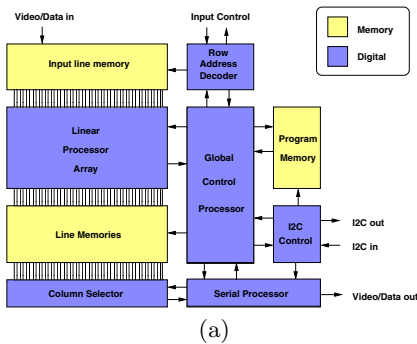 Video/Data in
Input Control
Memory
Digital
Input line memory
Row
Address
Decoder
Linear
Processor
Array
Global
Control
Processor
Program
Memory
Line Memories
I2C
Control
I2C out
I2C in
Column Selector
Serial Processor
Video/Data out
(a)